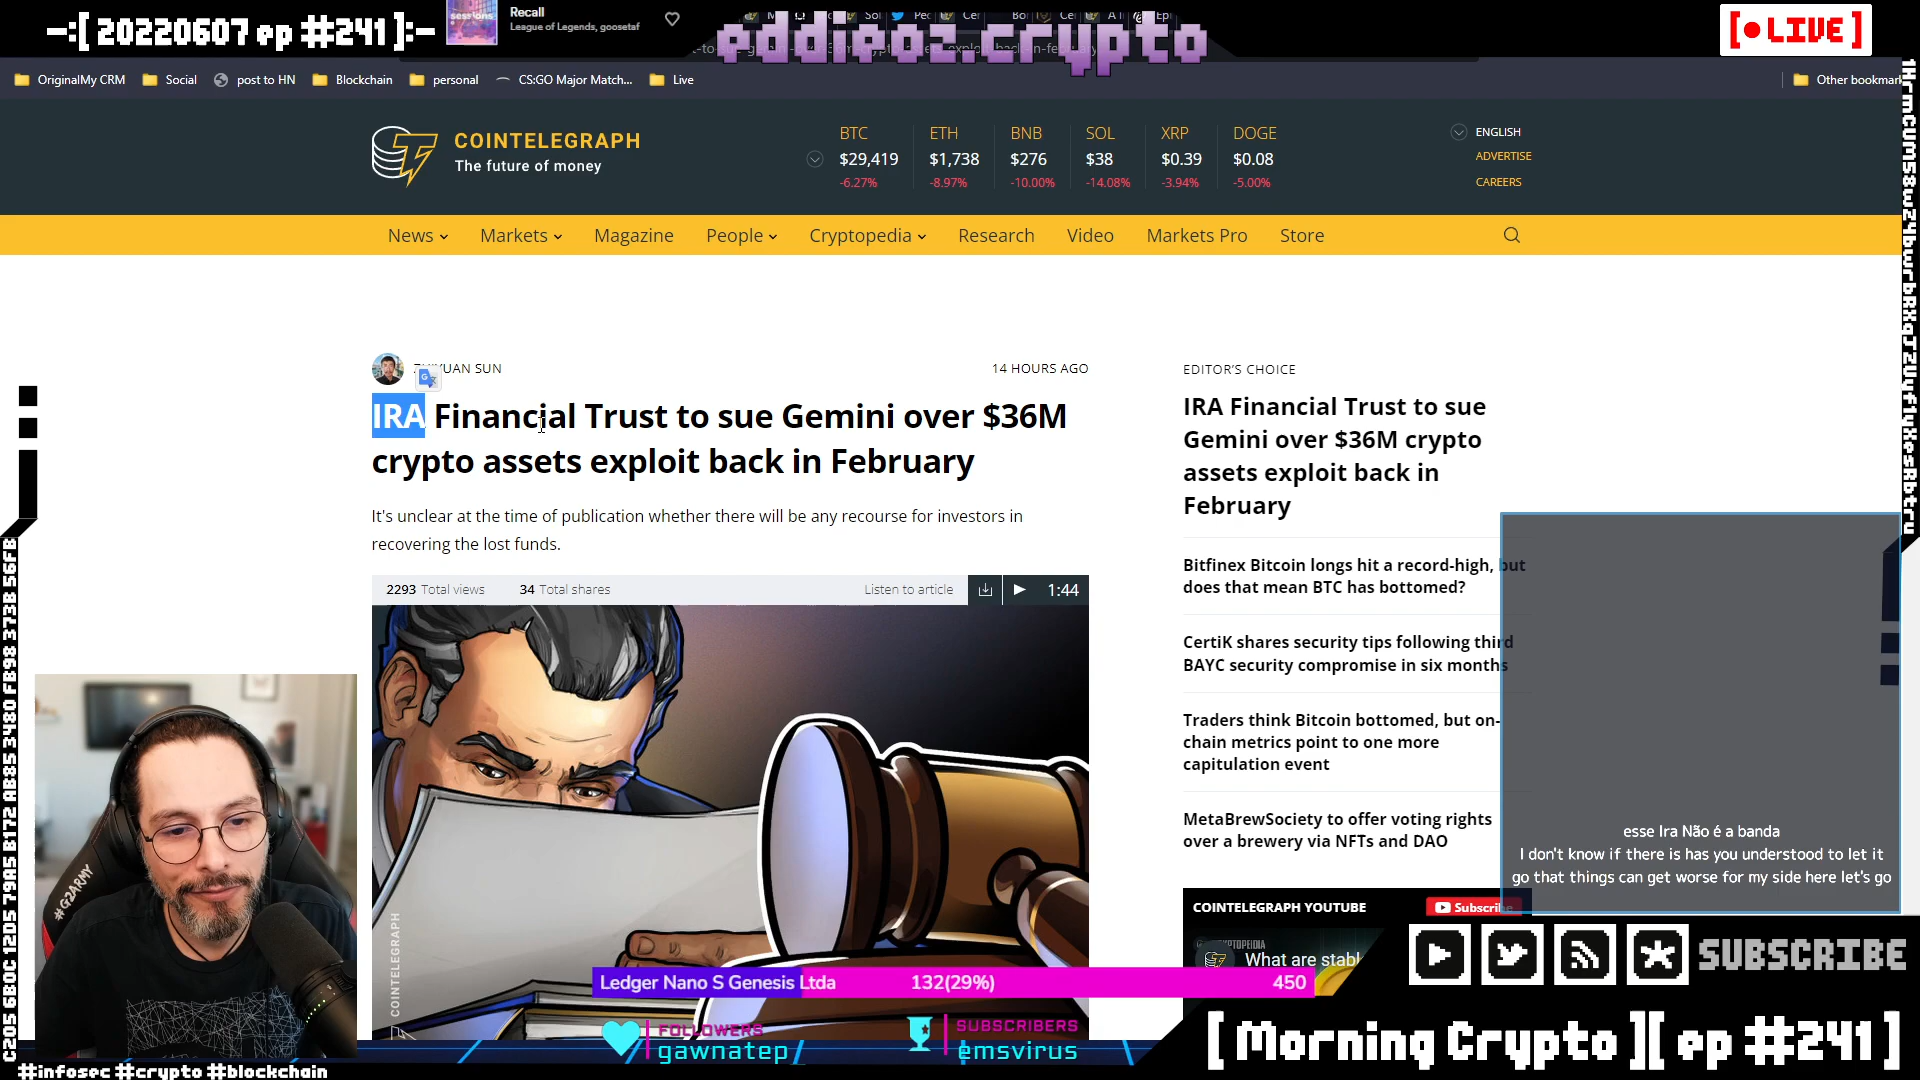 -:[ 20220607 ep #241 ]:-
Recall
League of Legends, goosetaf
eddieoz.crypto
[● LIVE ]
OriginalMy CRM
Social
post to HN
Blockchain
personal
CS:GO Major Match...
Live
Other bookmar
COINTELEGRAPH
The future of money
BTC ETH BNB SOL XRP DOGE
$29,419 $1,738 $276 $38 $0.39 $0.08
-6.27% -8.97% -10.00% -14.08% -3.94% -5.00%
ENGLISH
ADVERTISE
CAREERS
News Markets Magazine People Cryptopedia Research Video Markets Pro Store
UAN SUN
14 HOURS AGO
IRA Financial Trust to sue Gemini over $36M
crypto assets exploit back in February
It's unclear at the time of publication whether there will be any recourse for investors in
recovering the lost funds.
2293 Total views 34 Total shares Listen to article 1:44
COINTELEGRAPH
EDITOR'S CHOICE
IRA Financial Trust to sue
Gemini over $36M crypto
assets exploit back in
February
Bitfinex Bitcoin longs hit a record-high, but
does that mean BTC has bottomed?
CertiK shares security tips following third
BAYC security compromise in six months
Traders think Bitcoin bottomed, but on-
chain metrics point to one more
capitulation event
MetaBrewSociety to offer voting rights
over a brewery via NFTs and DAO
COINTELEGRAPH YOUTUBE
Subscribe
What are stabl
esse Ira Não é a banda
I don't know if there is has you understood to let it
go that things can get worse for my side here let's go
#G2ARMY
Ledger Nano S Genesis Ltda 132(29%) 450
FOLLOWERS
gawnatep
SUBSCRIBERS
emsvirus
SUBSCRIBE
[ Morning Crypto ][ ep #241 ]
C205 6B0C 12D5 79A5 B172 AB85 3480 FB98 373B 56FB
#infosec #crypto #blockchain